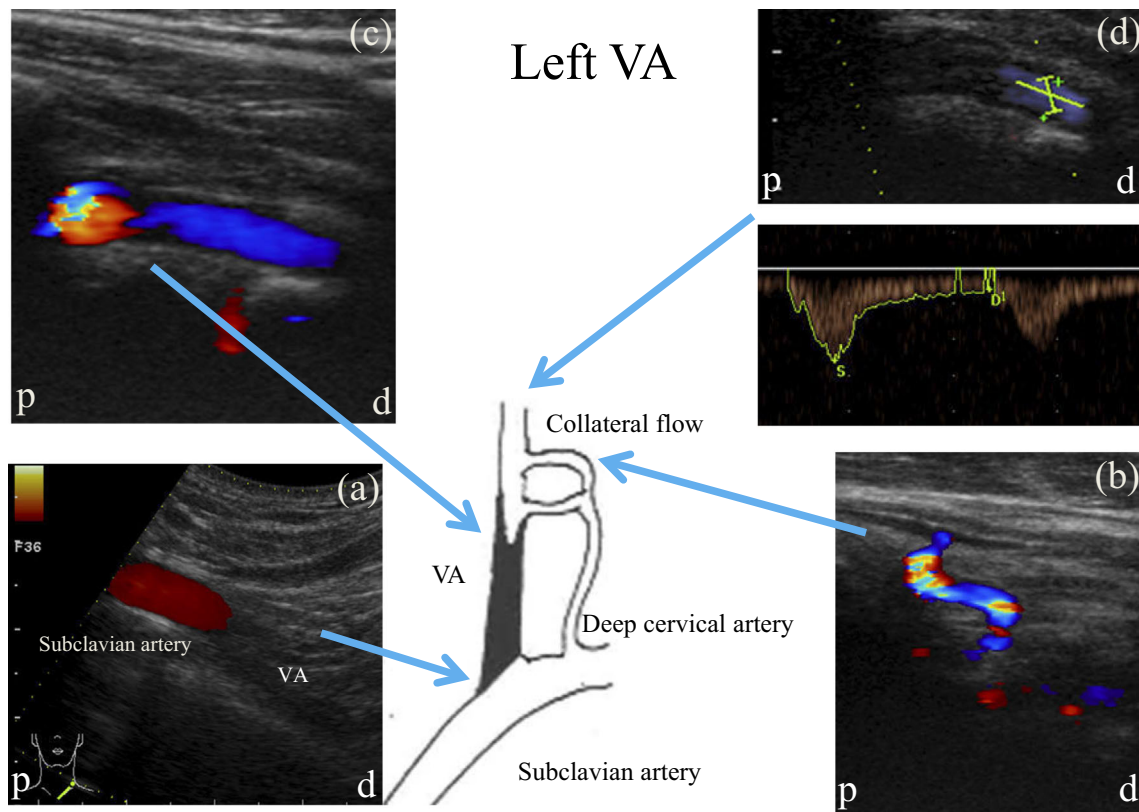 (c)
Left VA
(d)
p
d
S
D
p
d
Collateral flow
(a)
F36
(b)
VA
Subclavian artery
VA
Deep cervical artery
Subclavian artery
p
d
p
d